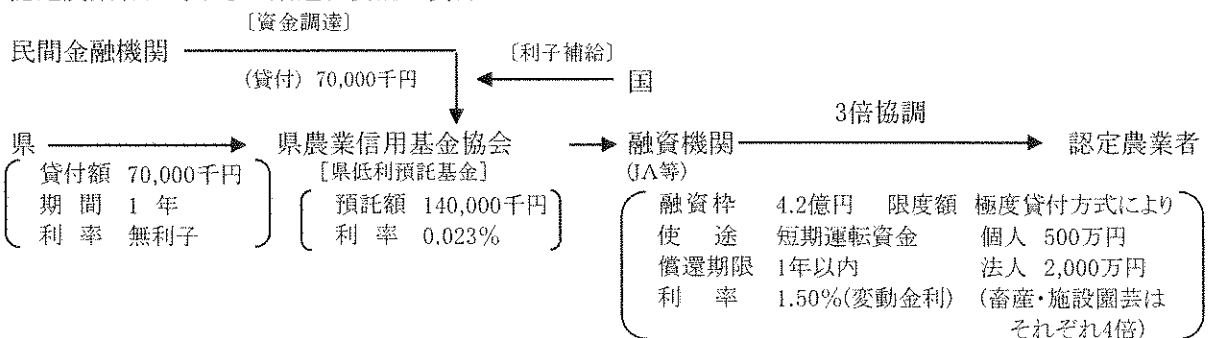 [資金調達]
民間金融機関
[利子補給]
(貸付) 70,000千円
国
3倍協調
県
県農業信用基金協会
融資機関
認定農業者
[県低利預託基金]
(JA等)
貸付額 70,000千円
期間 1年
利率 無利子
預託額 140,000千円
利率 0.023%
融資枠 4.2億円 限度額 極度貸付方式により
使途 短期運転資金 個人 500万円
償還期限 1年以内 法人 2,000万円
利率 1.50%(変動金利) (畜産・施設園芸は
それぞれ4倍)